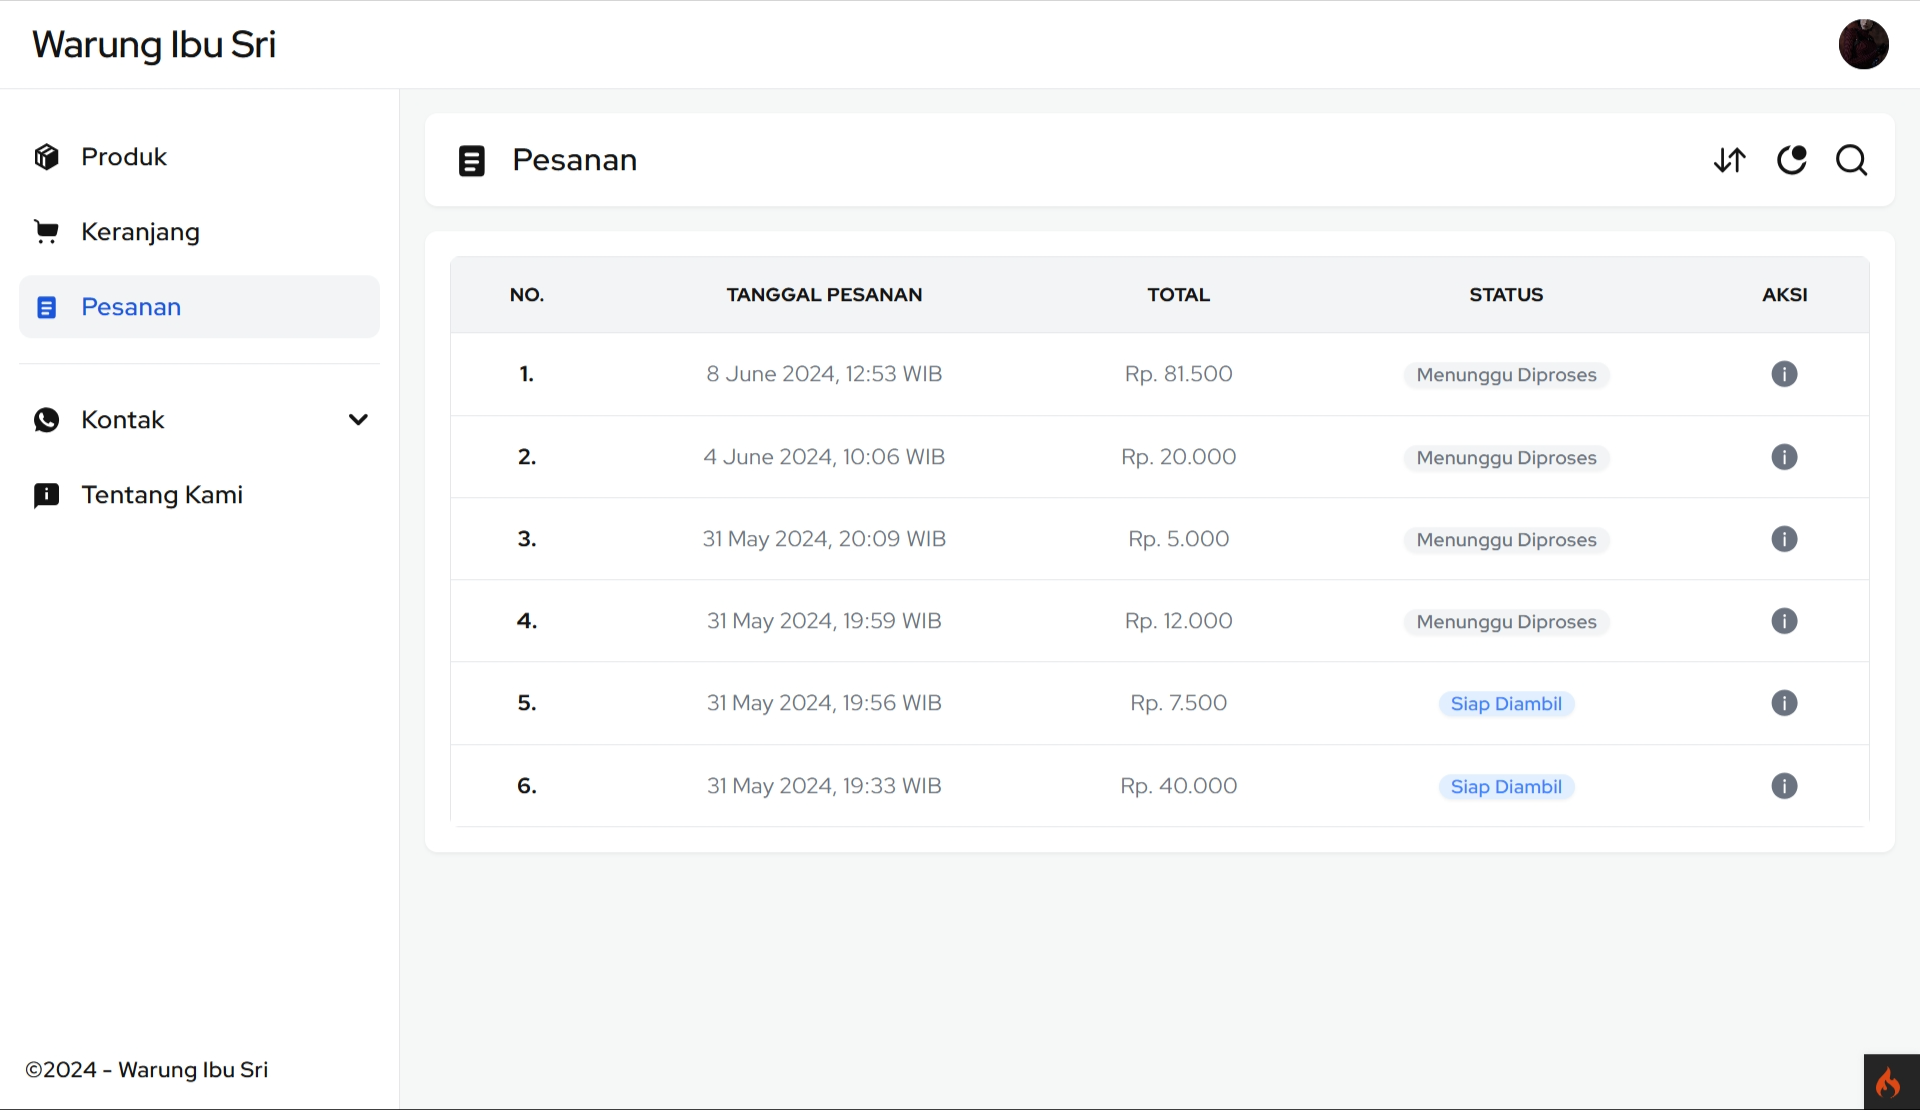 Warung Ibu Sri
Produk
Keranjang
Pesanan
Kontak
Tentang Kami
©2024 - Warung Ibu Sri
Pesanan
NO. TANGGAL PESANAN TOTAL STATUS AKSI
1. 8 June 2024, 12:53 WIB Rp. 81.500 Menunggu Diproses
2. 4 June 2024, 10:06 WIB Rp. 20.000 Menunggu Diproses
3. 31 May 2024, 20:09 WIB Rp. 5.000 Menunggu Diproses
4. 31 May 2024, 19:59 WIB Rp. 12.000 Menunggu Diproses
5. 31 May 2024, 19:56 WIB Rp. 7.500 Siap Diambil
6. 31 May 2024, 19:33 WIB Rp. 40.000 Siap Diambil